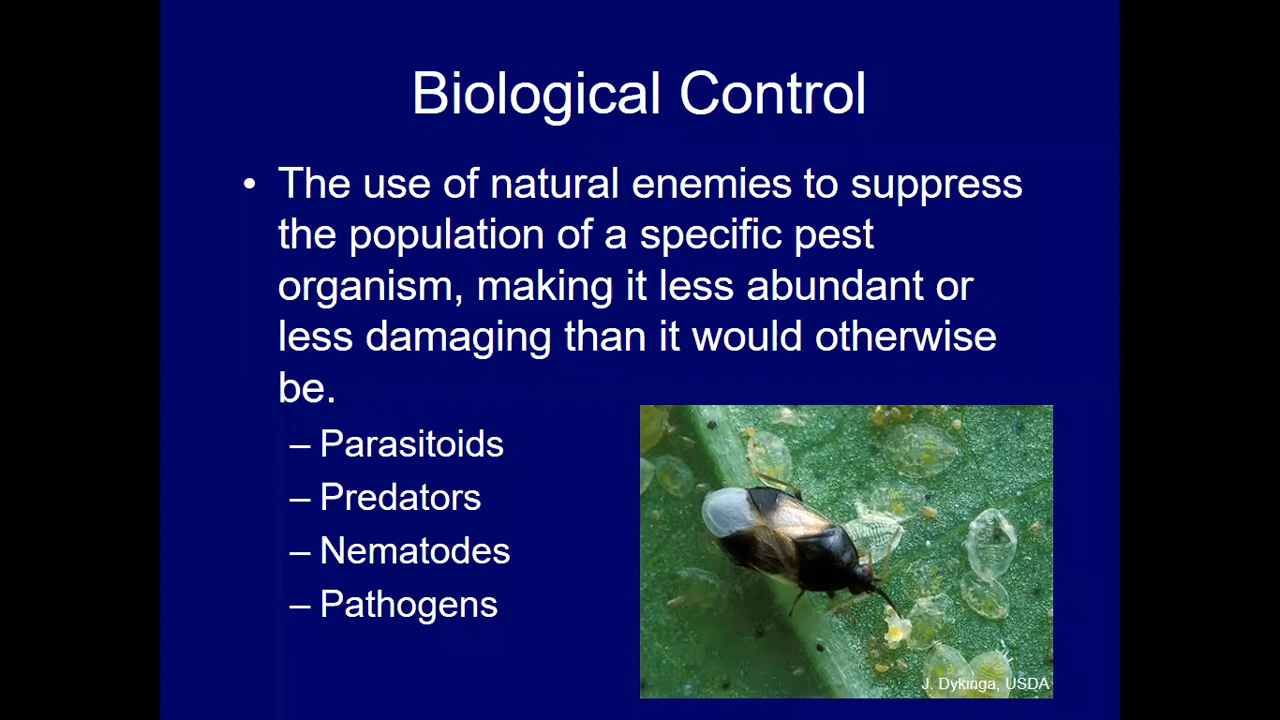 Biological Control
• The use of natural enemies to suppress
the population of a specific pest
organism, making it less abundant or
less damaging than it would otherwise
be.
– Parasitoids
– Predators
– Nematodes
– Pathogens
J. Dykinga, USDA